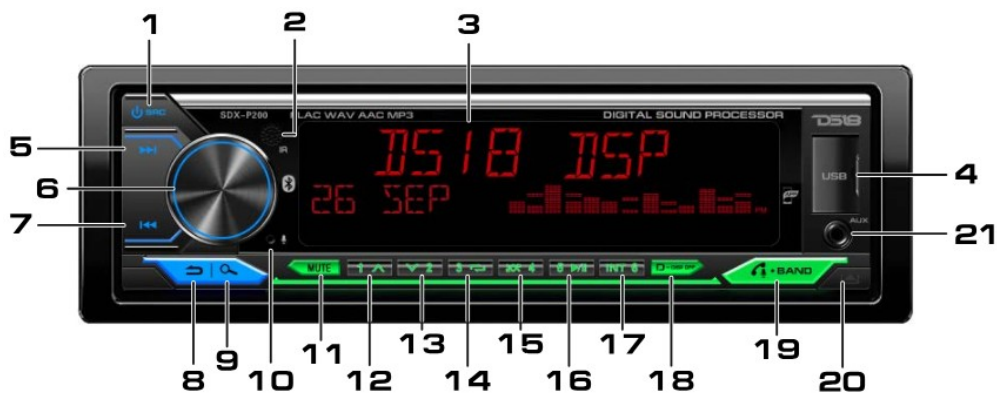 1 2 3
SRC SDX-P200 FLAC WAV AAC MP3 DIGITAL SOUND PROCESSOR DS18
5 IR DS18 DSP USB 4
6
7 26 SEP
AUX 21
MUTE 1 2 3 4 5 INT 6 D - DISP OFF BAND
8 9 10 11 12 13 14 15 16 17 18 19 20